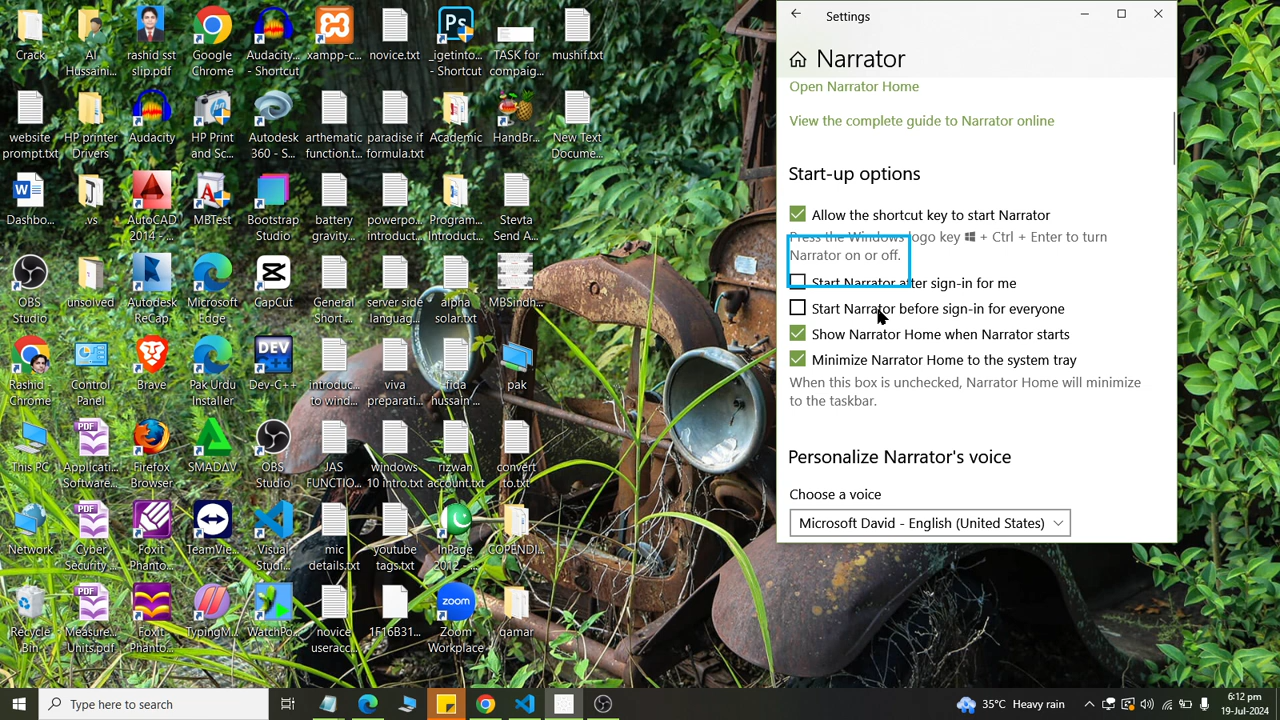 Crack
AI
Hussaini...
rashid sst
slip.pdf
Google
Chrome
Audacity...
- Shortcut
xampp-c...
novice.txt
Ps
_igetinto...
- Shortcut
TASK for
compaig...
mushif.txt
website
prompt.txt
HP printer
Drivers
Audacity
HP Print
and Sc...
Autodesk
360 - S...
arthematic
function.t...
paradise if
formula.txt
Academic
HandBr...
New Text
Docume...
Dashbo...
.vs
AutoCAD
2014 - ...
MBTest
Bootstrap
Studio
battery
gravity...
powerpo...
introduct...
Program...
Introduct...
Stevta
Send A...
OBS
Studio
unsolved
Autodesk
ReCap
Microsoft
Edge
CapCut
General
Short-...
server side
languag...
alpha
solar.txt
MBSindh...
Rashid -
Chrome
Control
Panel
Brave
Pak Urdu
Installer
DEV
Dev-C++
introduc...
to wind...
viva
preparati...
fida
hussain ...
pak
This PC
PDF
Applicati...
Software...
Firefox
Browser
SMADΔV
OBS
Studio
JAS
FUNCTIO...
windows
10 intro.txt
rizwan
account.txt
convert
to.txt
Network
PDF
Cyber
Security ...
Foxit
Phanto...
TeamVie...
Visual
Studi...
mic
details.txt
youtube
tags.txt
InPage
2012 - ...
COPENDI...
Recycle
Bin
PDF
Measure...
Units.pdf
Foxit
Phanto...
TypingM...
WatchPo...
novice
useracc...
1F16B31...
zoom
Zoom
Workplace
qamar
Settings
Narrator
Open Narrator Home
View the complete guide to Narrator online
Start-up options
Allow the shortcut key to start Narrator
Press the Windows logo key + Ctrl + Enter to turn
Narrator on or off.
Start Narrator after sign-in for me
Start Narrator before sign-in for everyone
Show Narrator Home when Narrator starts
Minimize Narrator Home to the system tray
When this box is unchecked, Narrator Home will minimize
to the taskbar.
Personalize Narrator's voice
Choose a voice
Microsoft David - English (United States)
Type here to search
35°C Heavy rain
6:12 pm
19-Jul-2024